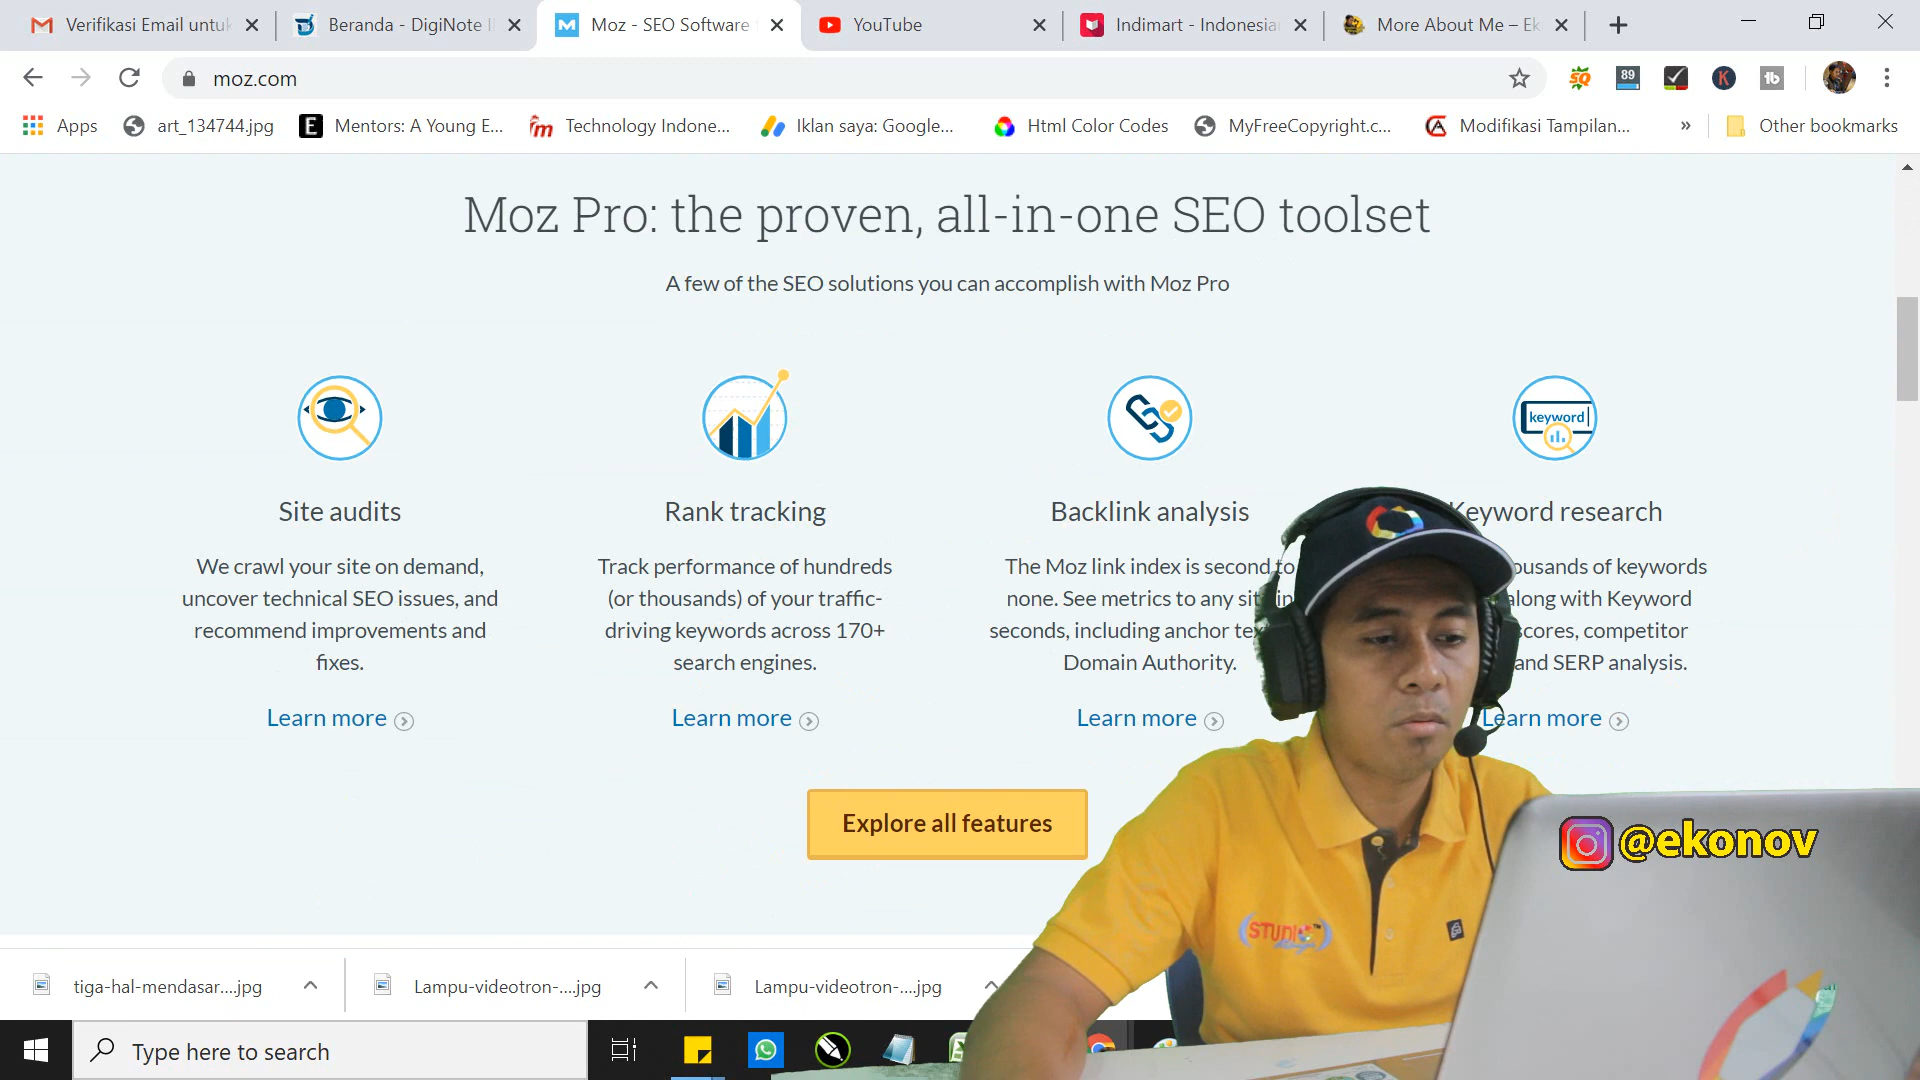 Verifikasi Email untuk
Beranda - DigiNote I
Moz - SEO Software
YouTube
Indimart - Indonesian
More About Me – Ek
moz.com
89
Apps
art_134744.jpg
Mentors: A Young E...
Technology Indone...
Iklan saya: Google...
Html Color Codes
MyFreeCopyright.c...
Modifikasi Tampilan...
»
Other bookmarks
Moz Pro: the proven, all-in-one SEO toolset
A few of the SEO solutions you can accomplish with Moz Pro
Site audits
We crawl your site on demand,
uncover technical SEO issues, and
recommend improvements and
fixes.
Learn more
Rank tracking
Track performance of hundreds
(or thousands) of your traffic-
driving keywords across 170+
search engines.
Learn more
Backlink analysis
The Moz link index is second to
none. See metrics to any site in
seconds, including anchor
Domain Authority.
Learn more
keyword
Keyword research
of keywords
along with Keyword
scores, competitor
and SERP analysis.
Learn more
Explore all features
@ekonov
STUDIO
tiga-hal-mendasar....jpg
Lampu-videotron-....jpg
Lampu-videotron-....jpg
Type here to search